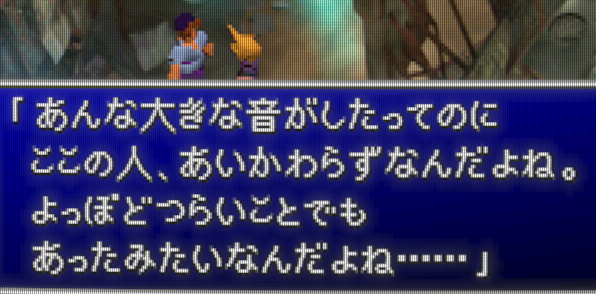 「あんな大きな音がしたってのに
ここの人、あいかわらずなんだよね。
よっぽどつらいことでも
あったみたいなんだよね……」